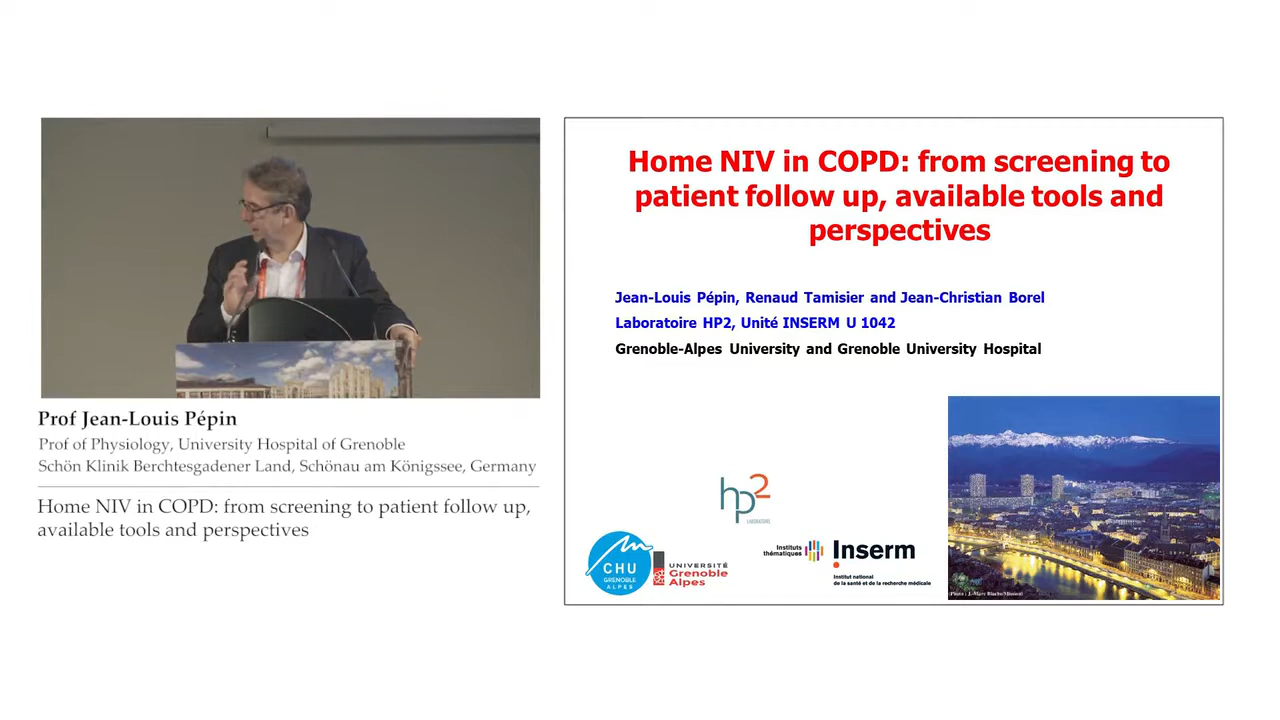 Prof Jean-Louis Pépin
Prof of Physiology, University Hospital of Grenoble
Schön Klinik Berchtesgadener Land, Schönau am Königssee, Germany
Home NIV in COPD: from screening to patient follow up,
available tools and perspectives
Home NIV in COPD: from screening to
patient follow up, available tools and
perspectives
Jean-Louis Pépin, Renaud Tamisier and Jean-Christian Borel
Laboratoire HP2, Unité INSERM U 1042
Grenoble-Alpes University and Grenoble University Hospital
hp2
LABORATOIRE
CHU
GRENOBLE
ALPES
UNIVERSITÉ
Grenoble
Alpes
Instituts
thématiques
Inserm
Institut national
de la santé et de la recherche médicale